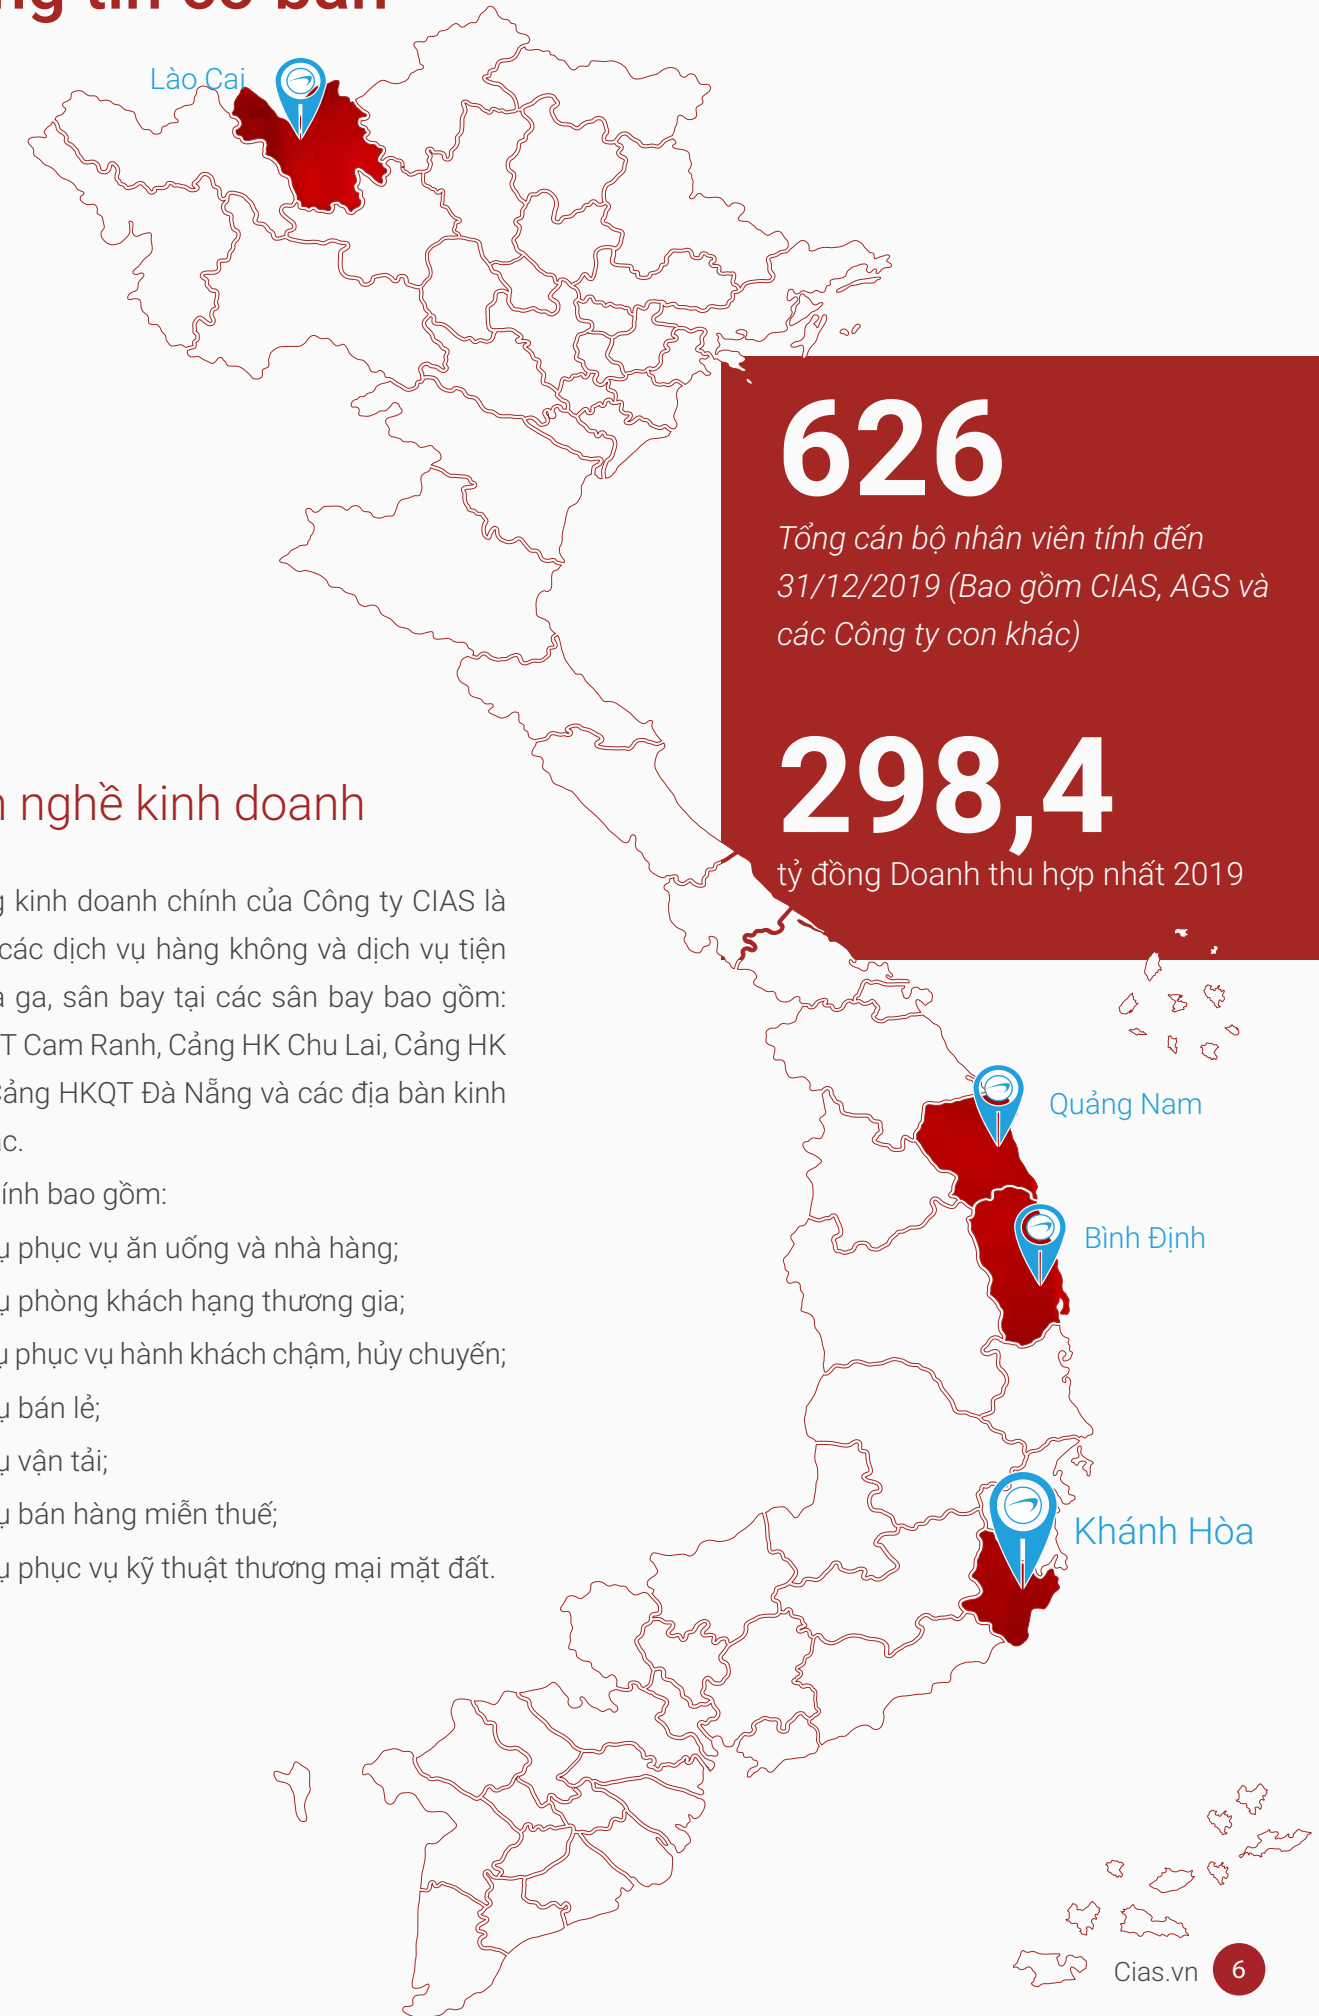 ng tin cơ bản
Lào Cai
626
Tổng cán bộ nhân viên tính đến
31/12/2019 (Bao gồm CIAS, AGS và
các Công ty con khác)
298,4
tỷ đồng Doanh thu hợp nhất 2019
h nghề kinh doanh
g kinh doanh chính của Công ty CIAS là
các dịch vụ hàng không và dịch vụ tiện
à ga, sân bay tại các sân bay bao gồm:
T Cam Ranh, Cảng HK Chu Lai, Cảng HK
Cảng HKQT Đà Nẵng và các địa bàn kinh
ác.
ính bao gồm:
ụ phục vụ ăn uống và nhà hàng;
ụ phòng khách hạng thương gia;
ụ phục vụ hành khách chậm, hủy chuyến;
ụ bán lẻ;
ụ vận tải;
ụ bán hàng miễn thuế;
ụ phục vụ kỹ thuật thương mại mặt đất.
Quảng Nam
Bình Định
Khánh Hòa
Cias.vn 6